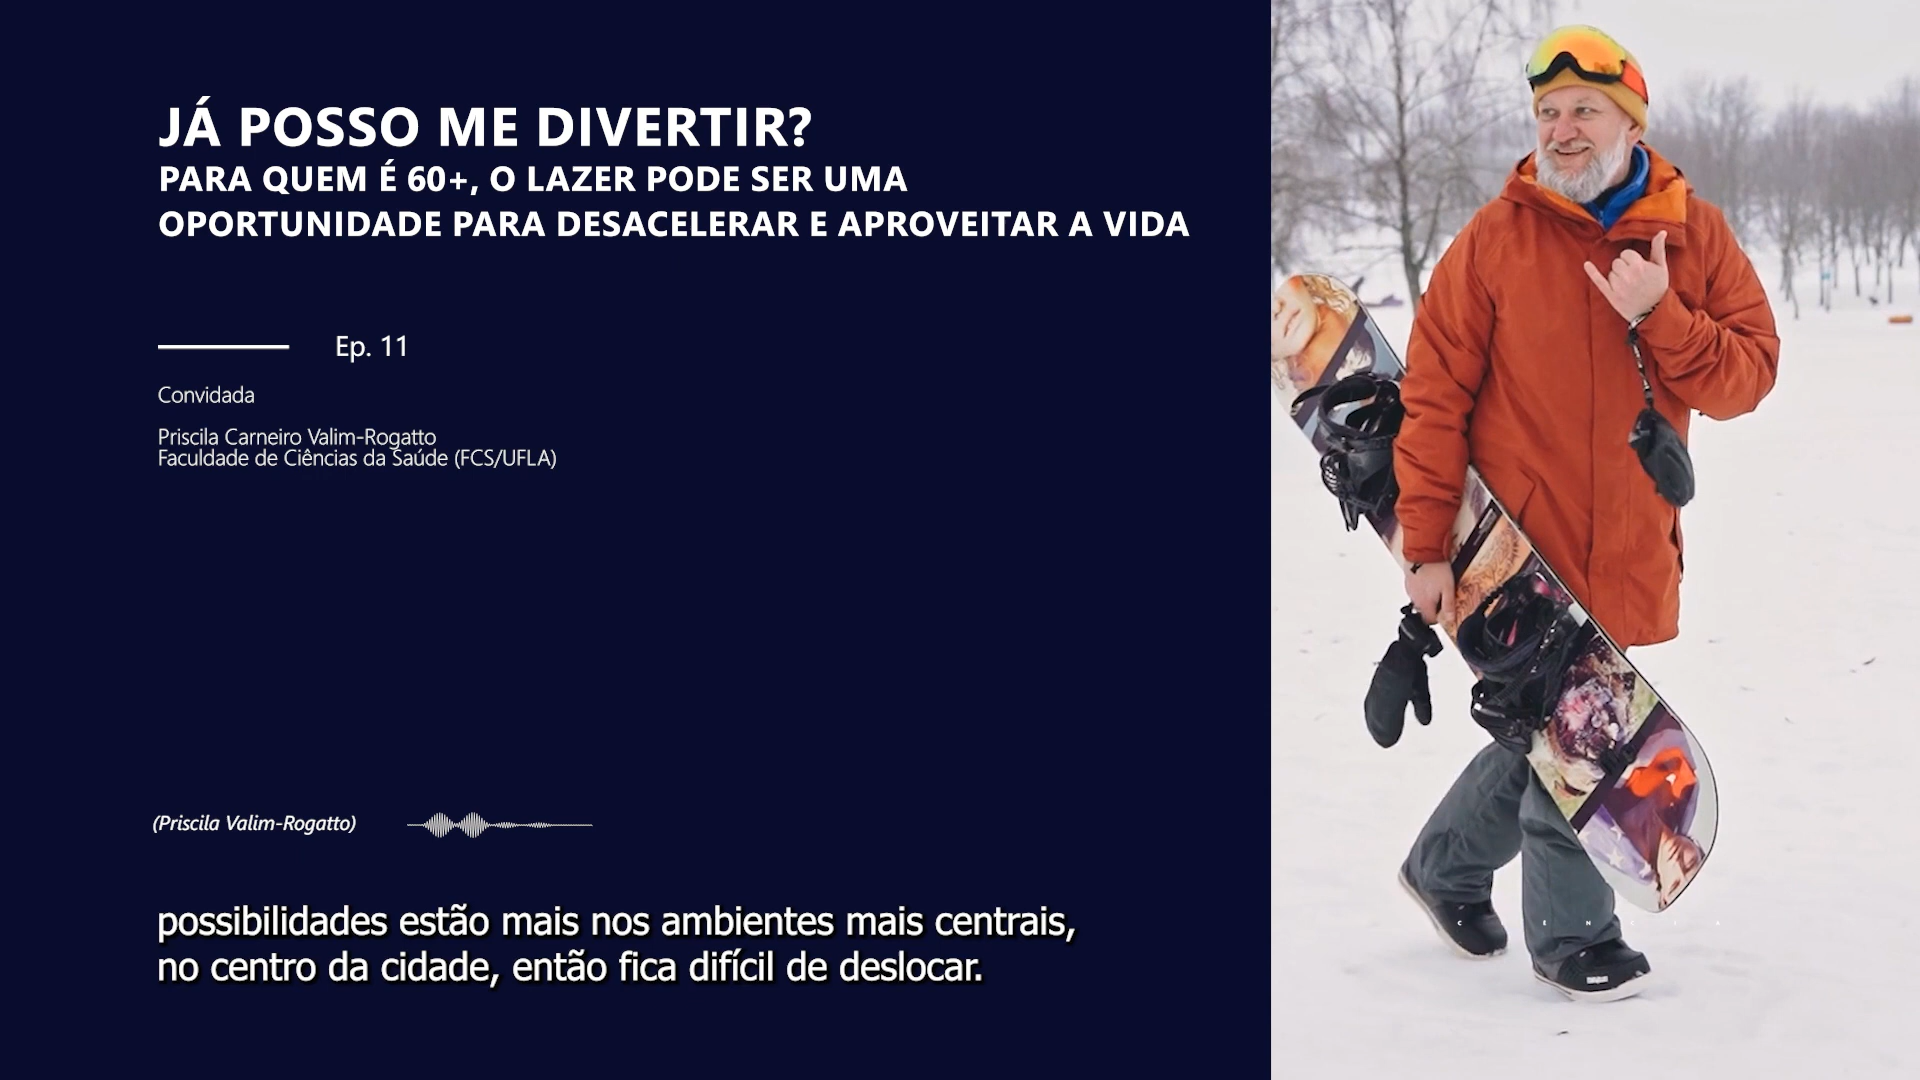 JÁ POSSO ME DIVERTIR?
PARA QUEM É 60+, O LAZER PODE SER UMA
OPORTUNIDADE PARA DESACELERAR E APROVEITAR A VIDA
Ep. 11
Convidada
Priscila Carneiro Valim-Rogatto
Faculdade de Ciências da Saúde (FCS/UFLA)
(Priscila Valim-Rogatto)
possibilidades estão mais nos ambientes mais centrais,
no centro da cidade, então fica difícil de deslocar.
C Ê N C I A